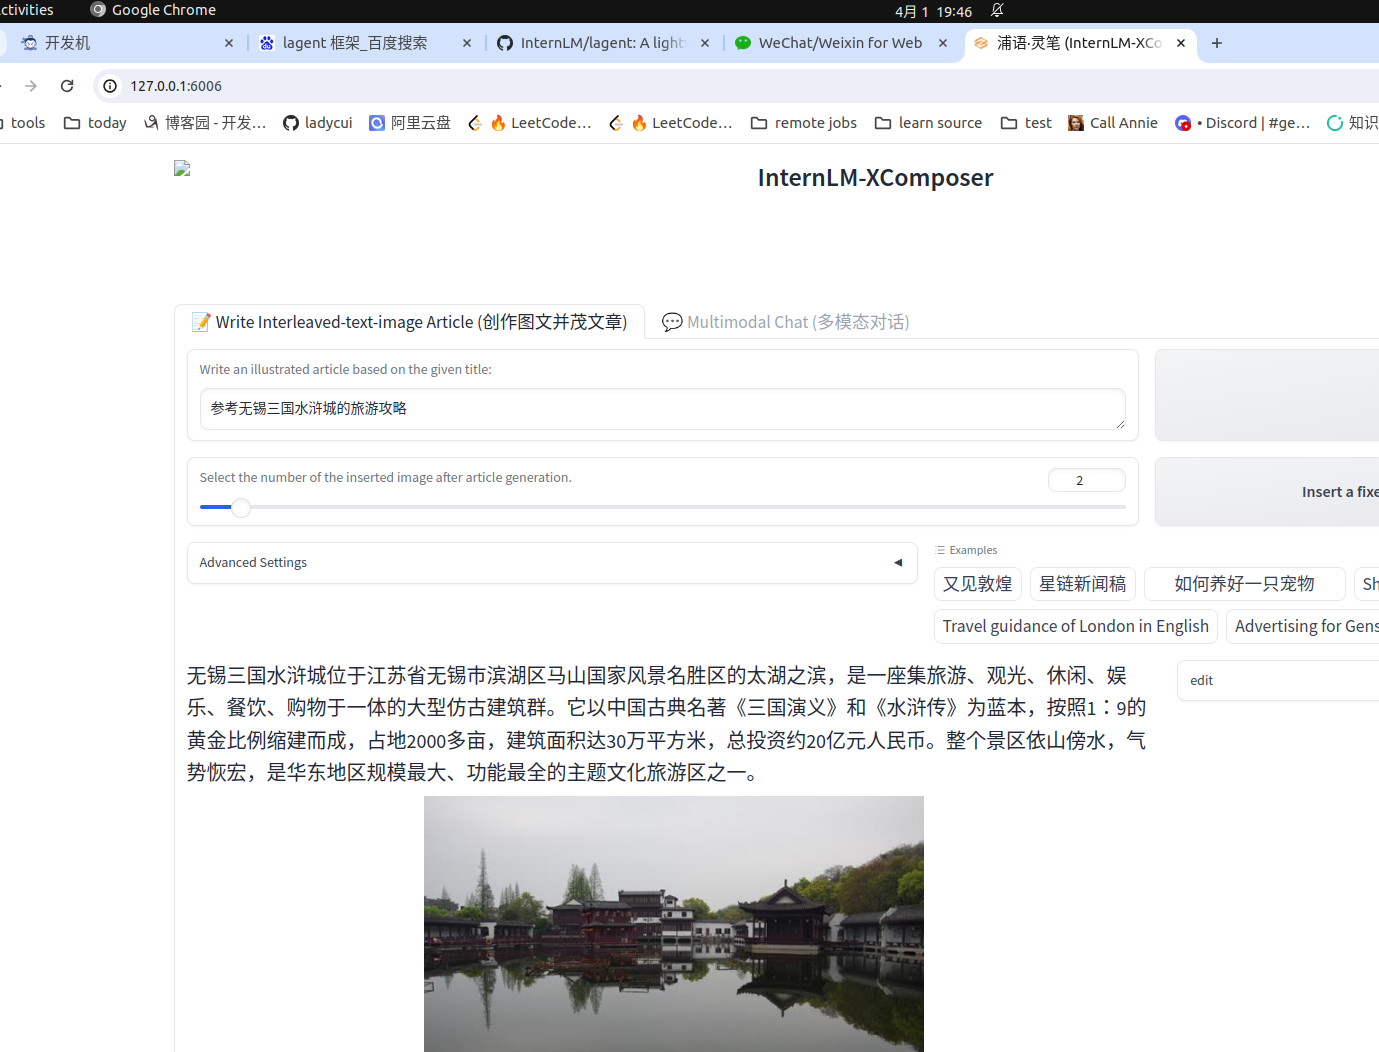 ctivities Google Chrome 4月 1 19:46
开发机 lagent 框架_百度搜索 InternLM/lagent: A light WeChat/Weixin for Web 浦语·灵笔 (InternLM-XCo
127.0.0.1:6006
tools today 博客园 - 开发… ladycui 阿里云盘 LeetCode… LeetCode… remote jobs learn source test Call Annie • Discord | #ge… 知识
InternLM-XComposer
Write Interleaved-text-image Article (创作图文并茂文章) Multimodal Chat (多模态对话)
Write an illustrated article based on the given title:
参考无锡三国水浒城的旅游攻略
Select the number of the inserted image after article generation. 2
Insert a fixe
Advanced Settings
Examples
又见敦煌 星链新闻稿 如何养好一只宠物 Sh
Travel guidance of London in English Advertising for Gens
无锡三国水浒城位于江苏省无锡市滨湖区马山国家风景名胜区的太湖之滨，是一座集旅游、观光、休闲、娱
乐、餐饮、购物于一体的大型仿古建筑群。它以中国古典名著《三国演义》和《水浒传》为蓝本，按照1∶9的
黄金比例缩建而成，占地2000多亩，建筑面积达30万平方米，总投资约20亿元人民币。整个景区依山傍水，气
势恢宏，是华东地区规模最大、功能最全的主题文化旅游区之一。
edit